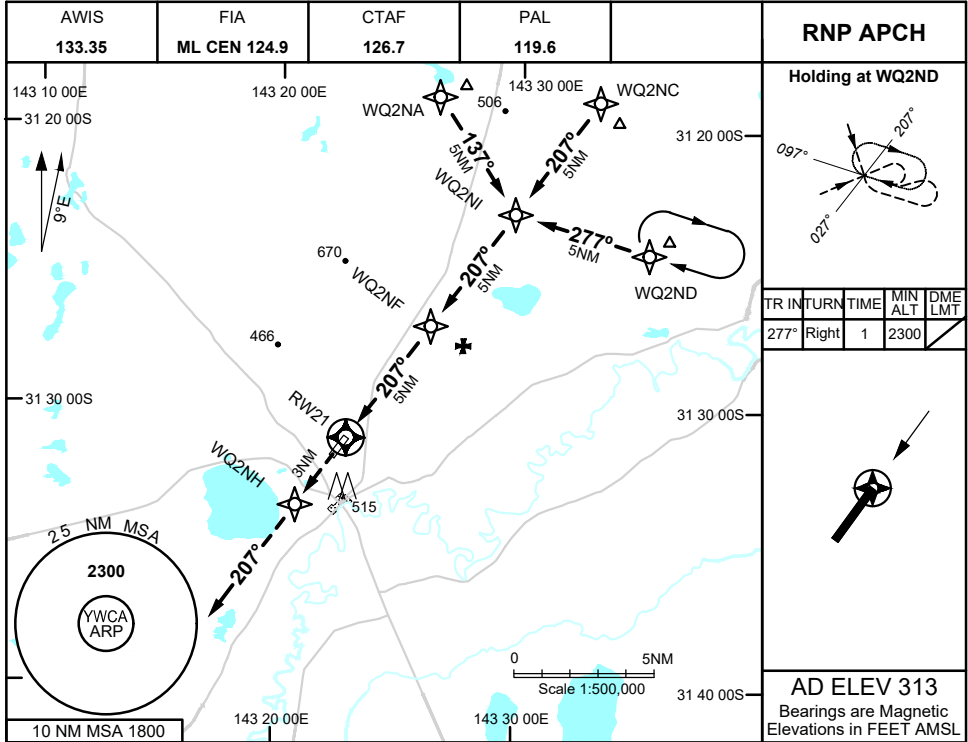 AWIS
133.35
FIA
ML CEN 124.9
CTAF
126.7
PAL
119.6
RNP APCH
143 10 00E
143 20 00E
143 30 00E
31 20 00S
31 20 00S
WQ2NA
506
WQ2NC
137°
5NM
207°
5NM
WQ2NI
9°E
277°
5NM
WQ2ND
207°
5NM
670
WQ2NF
466
207°
5NM
31 30 00S
31 30 00S
RW21
WQ2NH
3NM
515
207°
25 NM MSA
2300
YWCA
ARP
10 NM MSA 1800
143 20 00E
143 30 00E
0
5NM
Scale 1:500,000
31 40 00S
Holding at WQ2ND
207°
097°
027°
TR IN
TURN
TIME
MIN
ALT
DME
LMT
277°
Right
1
2300
AD ELEV 313
Bearings are Magnetic
Elevations in FEET AMSL